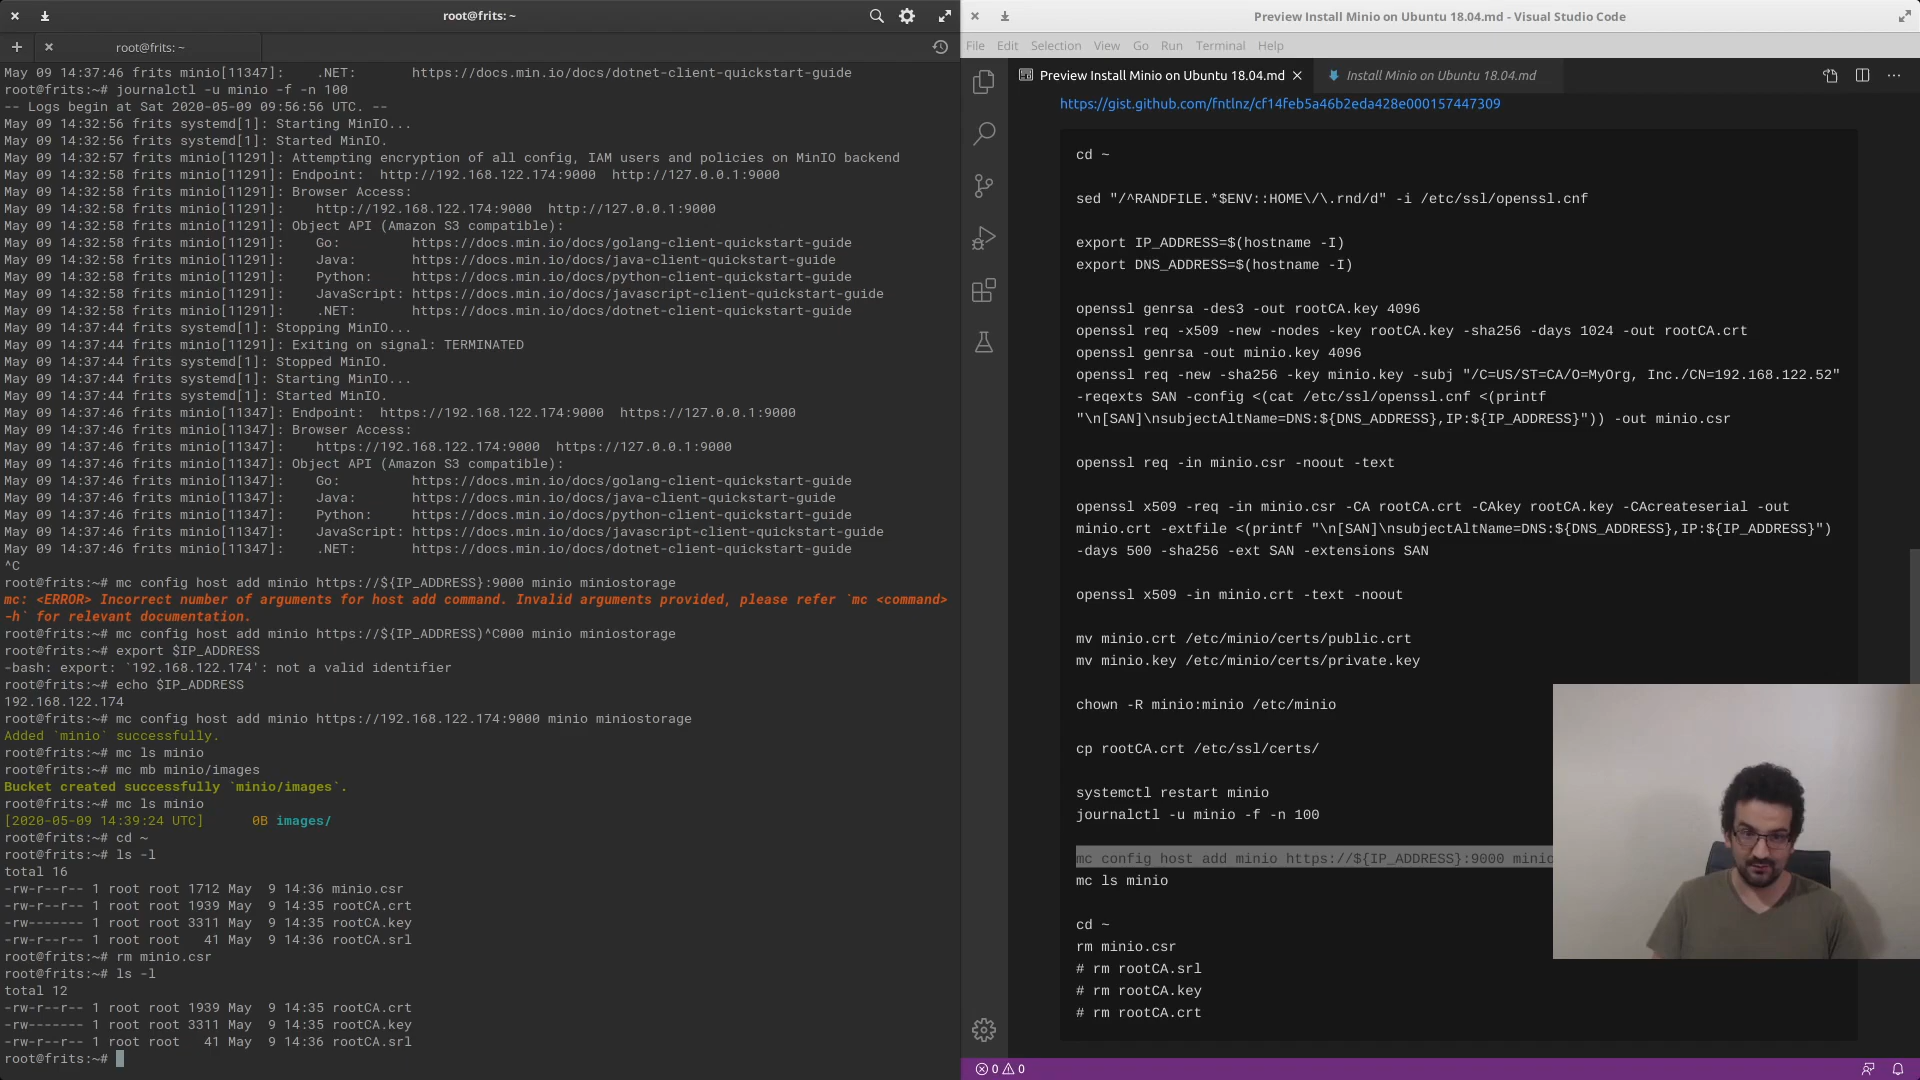 root@frits: ~
root@frits: ~
May 09 14:37:46 frits minio[11347]:    .NET:       https://docs.min.io/docs/dotnet-client-quickstart-guide
root@frits:~# journalctl -u minio -f -n 100
-- Logs begin at Sat 2020-05-09 09:56:56 UTC. --
May 09 14:32:56 frits systemd[1]: Starting MinIO...
May 09 14:32:56 frits systemd[1]: Started MinIO.
May 09 14:32:57 frits minio[11291]: Attempting encryption of all config, IAM users and policies on MinIO backend
May 09 14:32:58 frits minio[11291]: Endpoint:  http://192.168.122.174:9000  http://127.0.0.1:9000
May 09 14:32:58 frits minio[11291]: Browser Access:
May 09 14:32:58 frits minio[11291]:    http://192.168.122.174:9000  http://127.0.0.1:9000
May 09 14:32:58 frits minio[11291]: Object API (Amazon S3 compatible):
May 09 14:32:58 frits minio[11291]:    Go:         https://docs.min.io/docs/golang-client-quickstart-guide
May 09 14:32:58 frits minio[11291]:    Java:       https://docs.min.io/docs/java-client-quickstart-guide
May 09 14:32:58 frits minio[11291]:    Python:     https://docs.min.io/docs/python-client-quickstart-guide
May 09 14:32:58 frits minio[11291]:    JavaScript: https://docs.min.io/docs/javascript-client-quickstart-guide
May 09 14:32:58 frits minio[11291]:    .NET:       https://docs.min.io/docs/dotnet-client-quickstart-guide
May 09 14:37:44 frits systemd[1]: Stopping MinIO...
May 09 14:37:44 frits minio[11291]: Exiting on signal: TERMINATED
May 09 14:37:44 frits systemd[1]: Stopped MinIO.
May 09 14:37:44 frits systemd[1]: Starting MinIO...
May 09 14:37:44 frits systemd[1]: Started MinIO.
May 09 14:37:46 frits minio[11347]: Endpoint:  https://192.168.122.174:9000  https://127.0.0.1:9000
May 09 14:37:46 frits minio[11347]: Browser Access:
May 09 14:37:46 frits minio[11347]:    https://192.168.122.174:9000  https://127.0.0.1:9000
May 09 14:37:46 frits minio[11347]: Object API (Amazon S3 compatible):
May 09 14:37:46 frits minio[11347]:    Go:         https://docs.min.io/docs/golang-client-quickstart-guide
May 09 14:37:46 frits minio[11347]:    Java:       https://docs.min.io/docs/java-client-quickstart-guide
May 09 14:37:46 frits minio[11347]:    Python:     https://docs.min.io/docs/python-client-quickstart-guide
May 09 14:37:46 frits minio[11347]:    JavaScript: https://docs.min.io/docs/javascript-client-quickstart-guide
May 09 14:37:46 frits minio[11347]:    .NET:       https://docs.min.io/docs/dotnet-client-quickstart-guide
^C
root@frits:~# mc config host add minio https://${IP_ADDRESS}:9000 minio miniostorage
mc: <ERROR> Incorrect number of arguments for host add command. Invalid arguments provided, please refer `mc <command>
-h` for relevant documentation.
root@frits:~# mc config host add minio https://${IP_ADDRESS)^C000 minio miniostorage
root@frits:~# export $IP_ADDRESS
-bash: export: `192.168.122.174': not a valid identifier
root@frits:~# echo $IP_ADDRESS
192.168.122.174
root@frits:~# mc config host add minio https://192.168.122.174:9000 minio miniostorage
Added `minio` successfully.
root@frits:~# mc ls minio
root@frits:~# mc mb minio/images
Bucket created successfully `minio/images`.
root@frits:~# mc ls minio
[2020-05-09 14:39:24 UTC]      0B images/
root@frits:~# cd ~
root@frits:~# ls -l
total 16
-rw-r--r-- 1 root root 1712 May  9 14:36 minio.csr
-rw-r--r-- 1 root root 1939 May  9 14:35 rootCA.crt
-rw------- 1 root root 3311 May  9 14:35 rootCA.key
-rw-r--r-- 1 root root   41 May  9 14:36 rootCA.srl
root@frits:~# rm minio.csr
root@frits:~# ls -l
total 12
-rw-r--r-- 1 root root 1939 May  9 14:35 rootCA.crt
-rw------- 1 root root 3311 May  9 14:35 rootCA.key
-rw-r--r-- 1 root root   41 May  9 14:36 rootCA.srl
root@frits:~#
Preview Install Minio on Ubuntu 18.04.md - Visual Studio Code
File Edit Selection View Go Run Terminal Help
Preview Install Minio on Ubuntu 18.04.md
Install Minio on Ubuntu 18.04.md
https://gist.github.com/fntlnz/cf14feb5a46b2eda428e000157447309
cd ~
sed "/^RANDFILE.*$ENV::HOME\/\.rnd/d" -i /etc/ssl/openssl.cnf
export IP_ADDRESS=$(hostname -I)
export DNS_ADDRESS=$(hostname -I)
openssl genrsa -des3 -out rootCA.key 4096
openssl req -x509 -new -nodes -key rootCA.key -sha256 -days 1024 -out rootCA.crt
openssl genrsa -out minio.key 4096
openssl req -new -sha256 -key minio.key -subj "/C=US/ST=CA/O=MyOrg, Inc./CN=192.168.122.52"
-reqexts SAN -config <(cat /etc/ssl/openssl.cnf <(printf
"\n[SAN]\nsubjectAltName=DNS:${DNS_ADDRESS},IP:${IP_ADDRESS}")) -out minio.csr
openssl req -in minio.csr -noout -text
openssl x509 -req -in minio.csr -CA rootCA.crt -CAkey rootCA.key -CAcreateserial -out
minio.crt -extfile <(printf "\n[SAN]\nsubjectAltName=DNS:${DNS_ADDRESS},IP:${IP_ADDRESS}")
-days 500 -sha256 -ext SAN -extensions SAN
openssl x509 -in minio.crt -text -noout
mv minio.crt /etc/minio/certs/public.crt
mv minio.key /etc/minio/certs/private.key
chown -R minio:minio /etc/minio
cp rootCA.crt /etc/ssl/certs/
systemctl restart minio
journalctl -u minio -f -n 100
mc config host add minio https://${IP_ADDRESS}:9000 minio
mc ls minio
cd ~
rm minio.csr
# rm rootCA.srl
# rm rootCA.key
# rm rootCA.crt
0 0